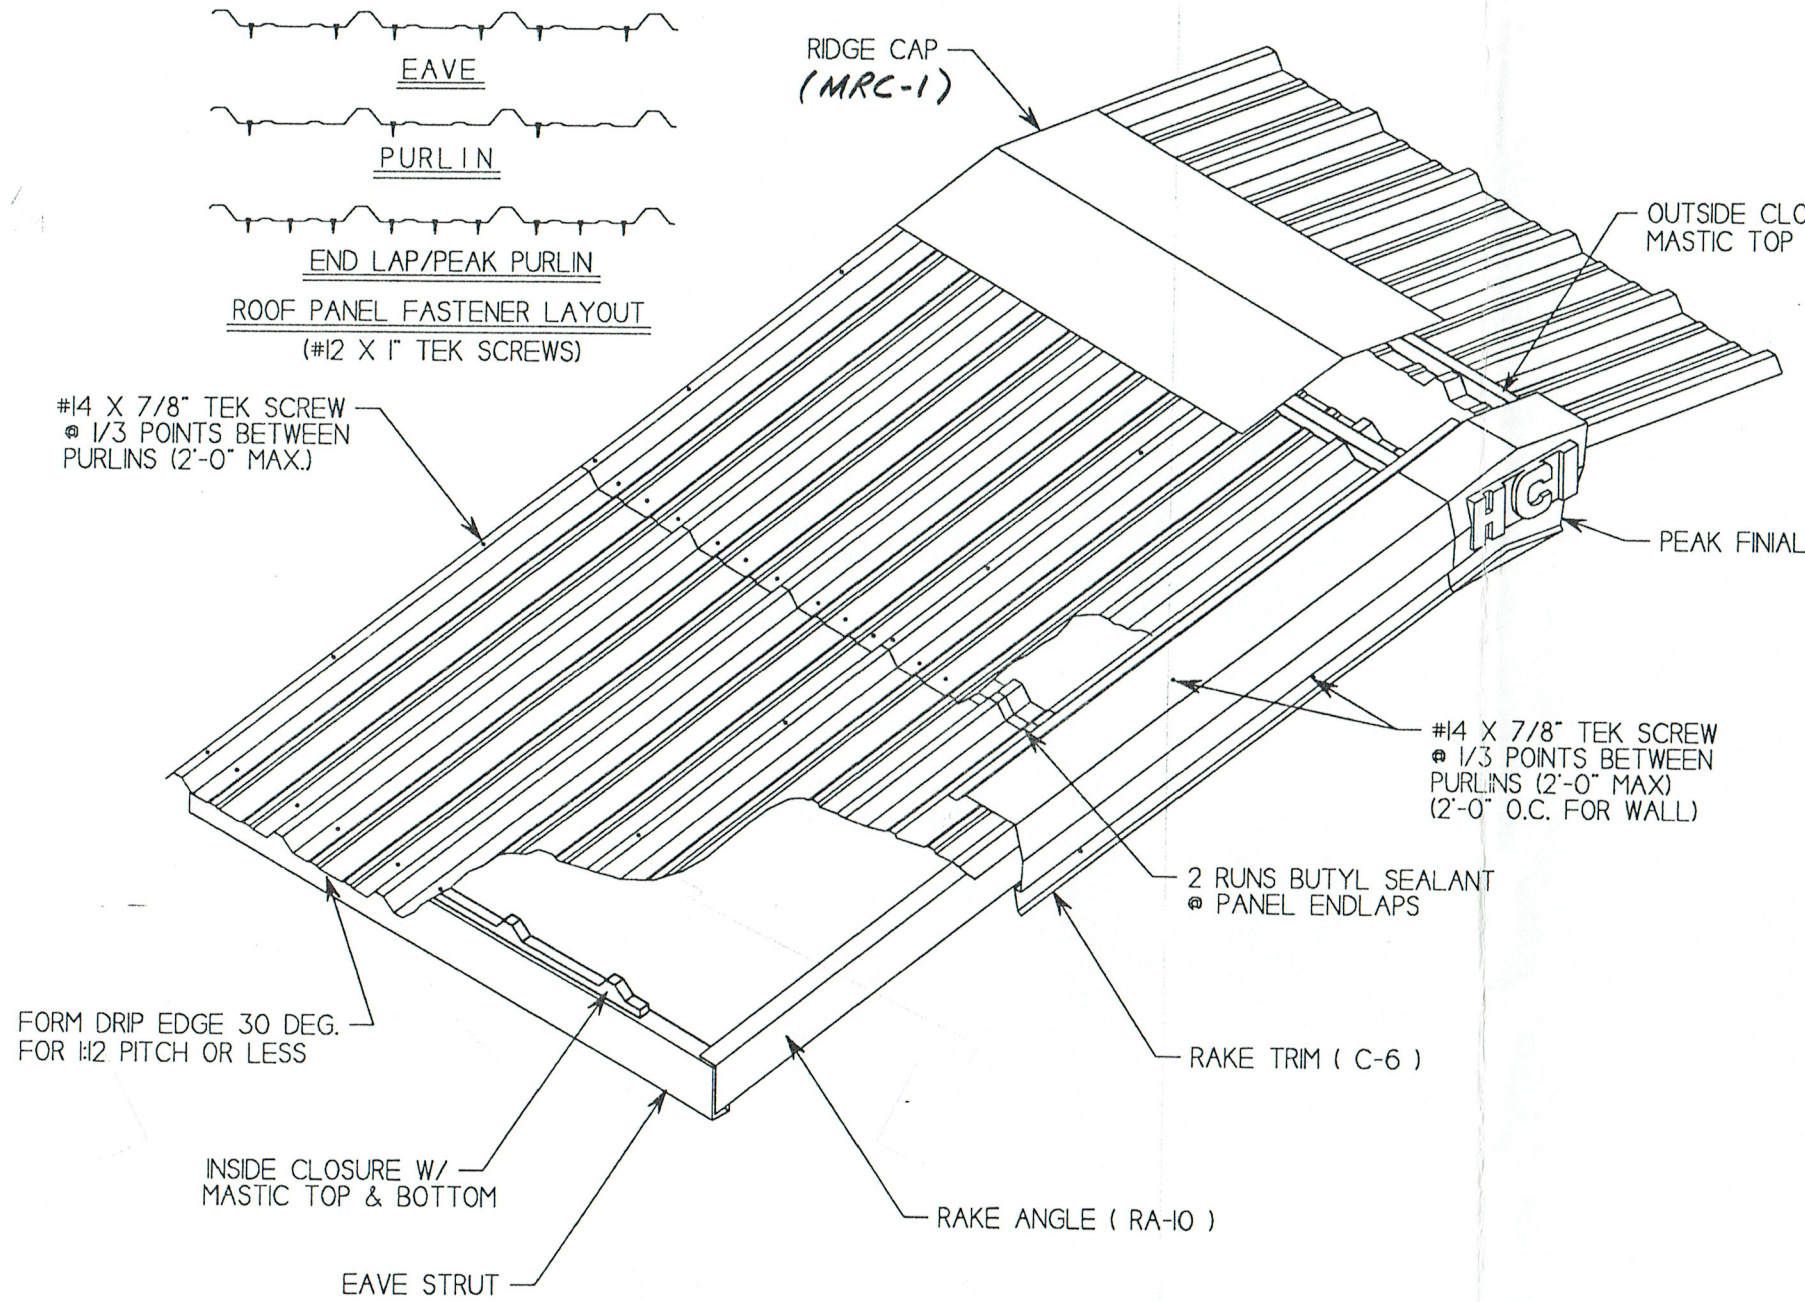 EAVE
PURLIN
END LAP/PEAK PURLIN
ROOF PANEL FASTENER LAYOUT
(#12 X 1" TEK SCREWS)
RIDGE CAP
(MRC-1)
OUTSIDE CLO
MASTIC TOP
#14 X 7/8" TEK SCREW
@ 1/3 POINTS BETWEEN
PURLINS (2'-0" MAX.)
HCI
PEAK FINIAL
#14 X 7/8" TEK SCREW
@ 1/3 POINTS BETWEEN
PURLINS (2'-0" MAX)
(2'-0" O.C. FOR WALL)
2 RUNS BUTYL SEALANT
@ PANEL ENDLAPS
FORM DRIP EDGE 30 DEG.
FOR 1:12 PITCH OR LESS
RAKE TRIM ( C-6 )
INSIDE CLOSURE W/
MASTIC TOP & BOTTOM
RAKE ANGLE ( RA-10 )
EAVE STRUT